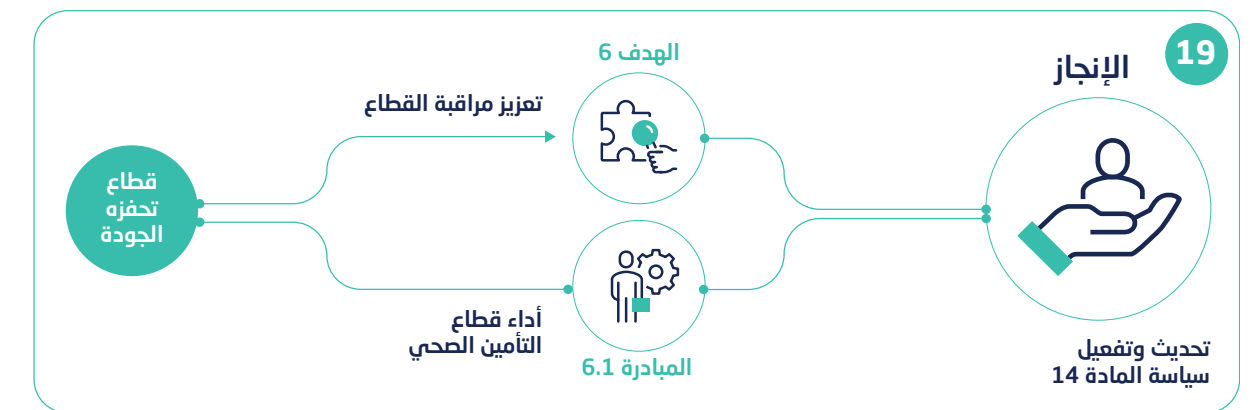 19
الإنجاز
تحديث وتفعيل
سياسة المادة 14
الهدف 6
تعزيز مراقبة القطاع
أداء قطاع
التأمين الصحي
المبادرة 6.1
قطاع
تحفزه
الجودة